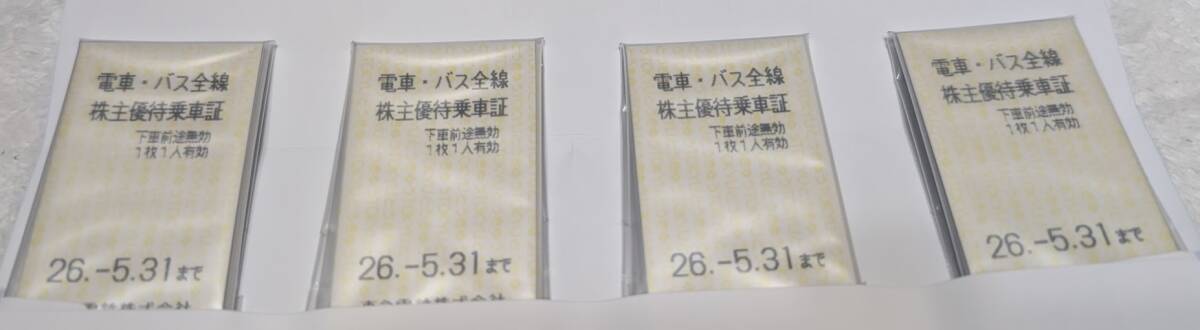 電車・バス全線
株主優待乗車証
下車前途無効
1枚1人有効
26.-5.31まで
電鉄株式会社
電車・バス全線
株主優待乗車証
下車前途無効
1枚1人有効
26.-5.31まで
電車・バス全線
株主優待乗車証
下車前途無効
1枚1人有効
26.-5.31まで
電車・バス全線
株主優待乗車証
下車前途無効
1枚1人有効
26.-5.31まで